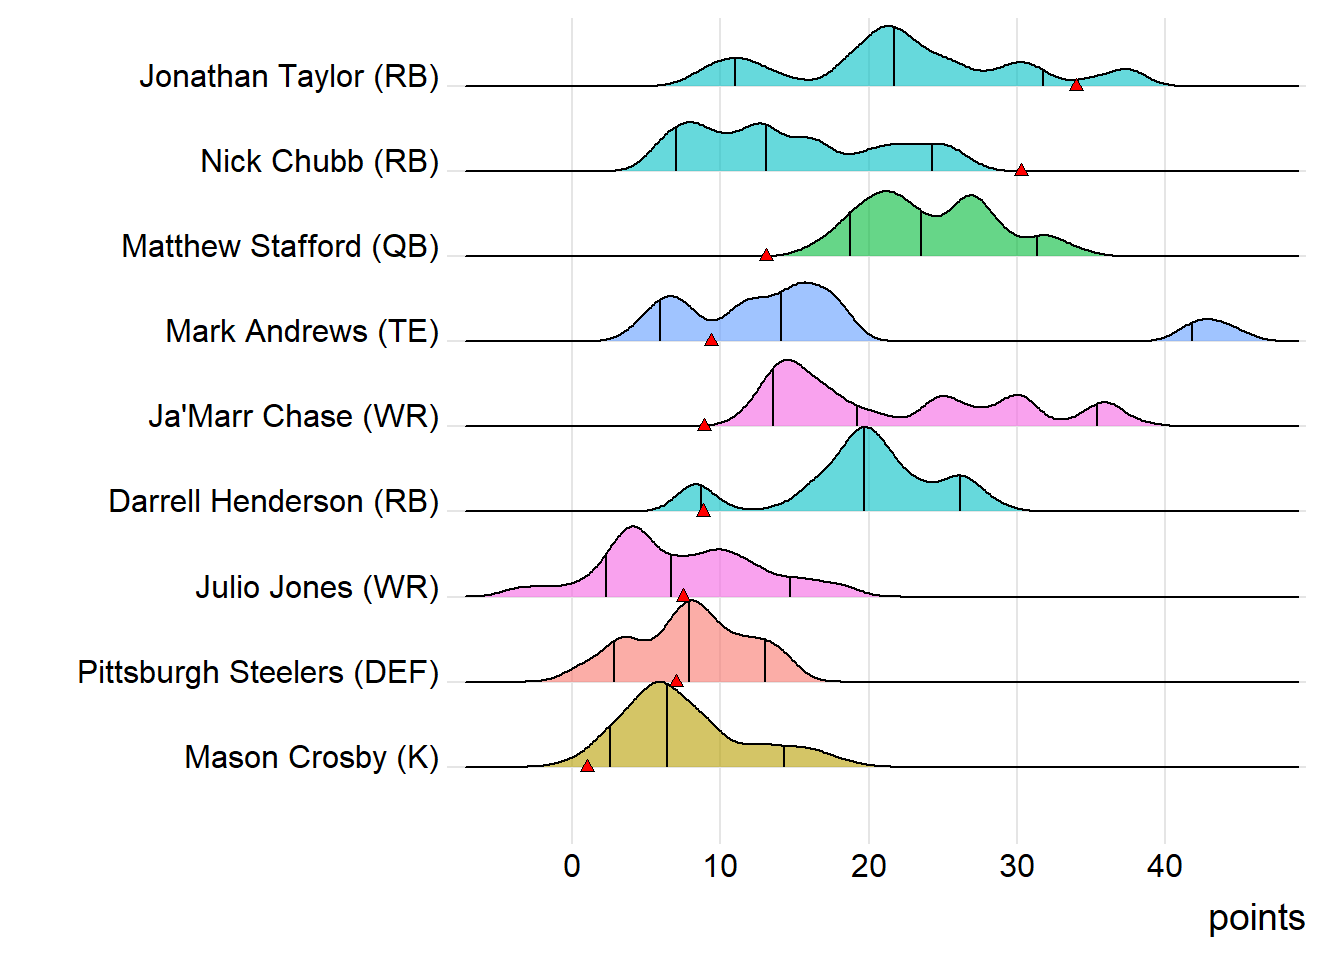 Jonathan Taylor (RB)
Nick Chubb (RB)
Matthew Stafford (QB)
Mark Andrews (TE)
Ja'Marr Chase (WR)
Darrell Henderson (RB)
Julio Jones (WR)
Pittsburgh Steelers (DEF)
Mason Crosby (K)
0 10 20 30 40
points